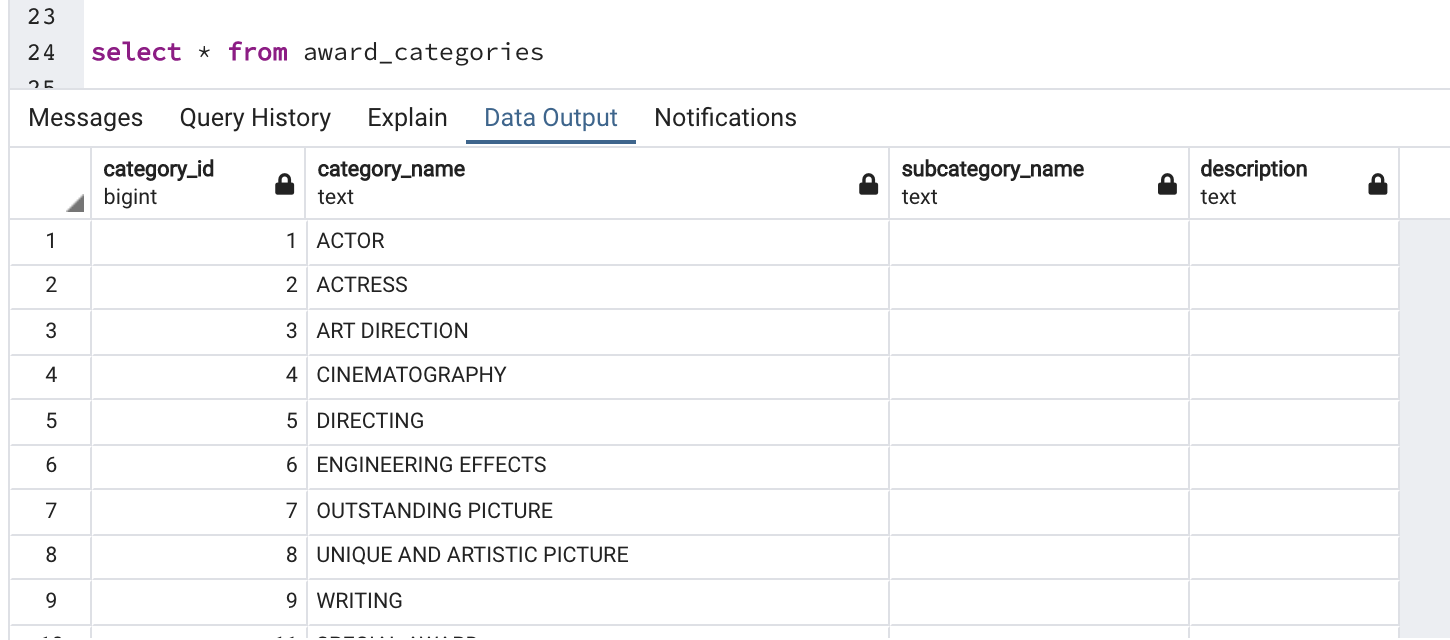 23
24 select * from award_categories
Messages Query History Explain Data Output Notifications
category_id category_name subcategory_name description
bigint text text text
1 1 ACTOR
2 2 ACTRESS
3 3 ART DIRECTION
4 4 CINEMATOGRAPHY
5 5 DIRECTING
6 6 ENGINEERING EFFECTS
7 7 OUTSTANDING PICTURE
8 8 UNIQUE AND ARTISTIC PICTURE
9 9 WRITING